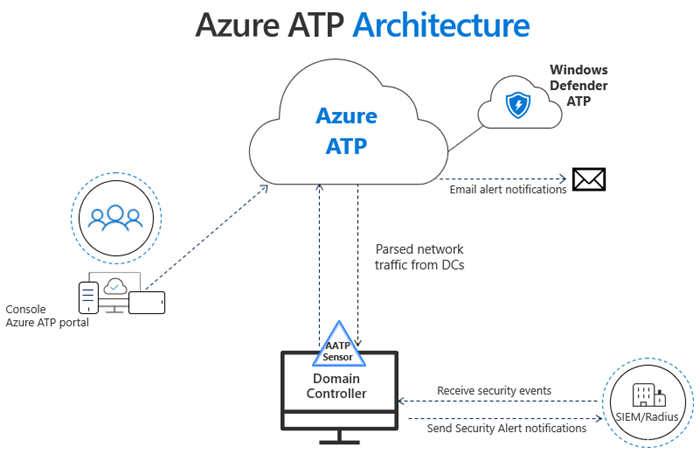 Azure ATP Architecture
Windows
Defender
ATP
Azure
ATP
Email alert notifications
Parsed network
traffic from DCs
Console
Azure ATP portal
AATP
Sensor
Domain
Controller
Receive security events
SIEM/Radius
Send Security Alert notifications